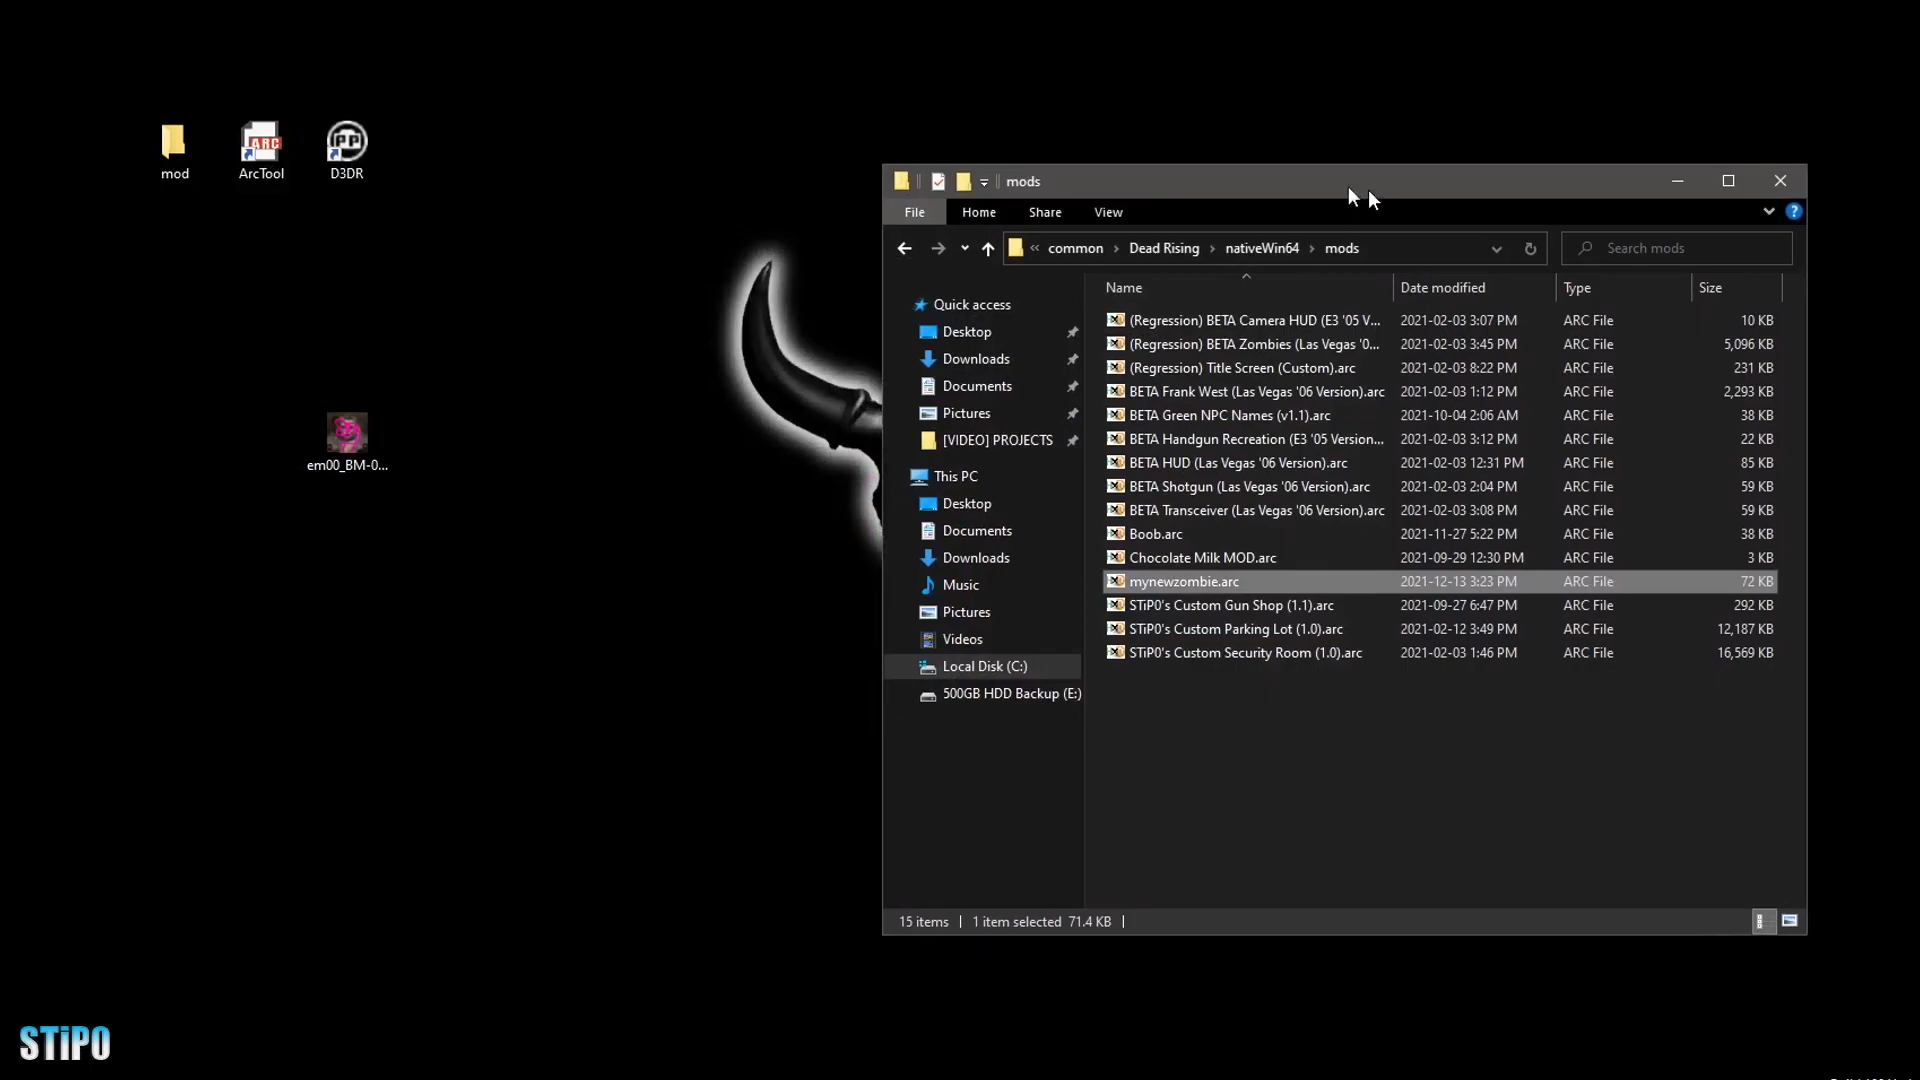 mod
ArcTool
D3DR
ARC
PP
em00_BM-0...
mods
File
Home
Share
View
common
Dead Rising
nativeWin64
mods
Search mods
Name
Date modified
Type
Size
Quick access
Desktop
Downloads
Documents
Pictures
[VIDEO] PROJECTS
This PC
Desktop
Documents
Downloads
Music
Pictures
Videos
Local Disk (C:)
500GB HDD Backup (E:)
(Regression) BETA Camera HUD (E3 '05 V... 2021-02-03 3:07 PM ARC File 10 KB
(Regression) BETA Zombies (Las Vegas '0... 2021-02-03 3:45 PM ARC File 5,096 KB
(Regression) Title Screen (Custom).arc 2021-02-03 8:22 PM ARC File 231 KB
BETA Frank West (Las Vegas '06 Version).arc 2021-02-03 1:12 PM ARC File 2,293 KB
BETA Green NPC Names (v1.1).arc 2021-10-04 2:06 AM ARC File 38 KB
BETA Handgun Recreation (E3 '05 Version... 2021-02-03 3:12 PM ARC File 22 KB
BETA HUD (Las Vegas '06 Version).arc 2021-02-03 12:31 PM ARC File 85 KB
BETA Shotgun (Las Vegas '06 Version).arc 2021-02-03 2:04 PM ARC File 59 KB
BETA Transceiver (Las Vegas '06 Version).arc 2021-02-03 3:08 PM ARC File 59 KB
Boob.arc 2021-11-27 5:22 PM ARC File 38 KB
Chocolate Milk MOD.arc 2021-09-29 12:30 PM ARC File 3 KB
mynewzombie.arc 2021-12-13 3:23 PM ARC File 72 KB
STiP0's Custom Gun Shop (1.1).arc 2021-09-27 6:47 PM ARC File 292 KB
STiP0's Custom Parking Lot (1.0).arc 2021-02-12 3:49 PM ARC File 12,187 KB
STiP0's Custom Security Room (1.0).arc 2021-02-03 1:46 PM ARC File 16,569 KB
15 items
1 item selected 71.4 KB
STiP0